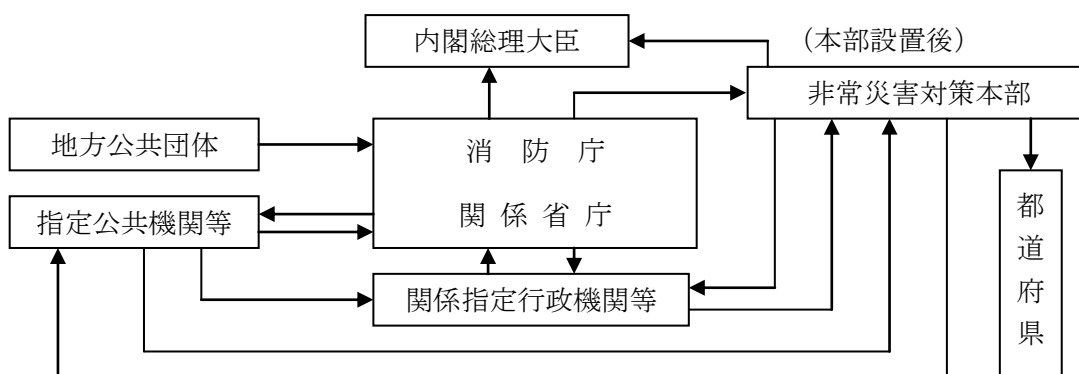 内閣総理大臣
（本部設置後）
非常災害対策本部
地方公共団体
消防庁
関係省庁
指定公共機関等
関係指定行政機関等
都道府県